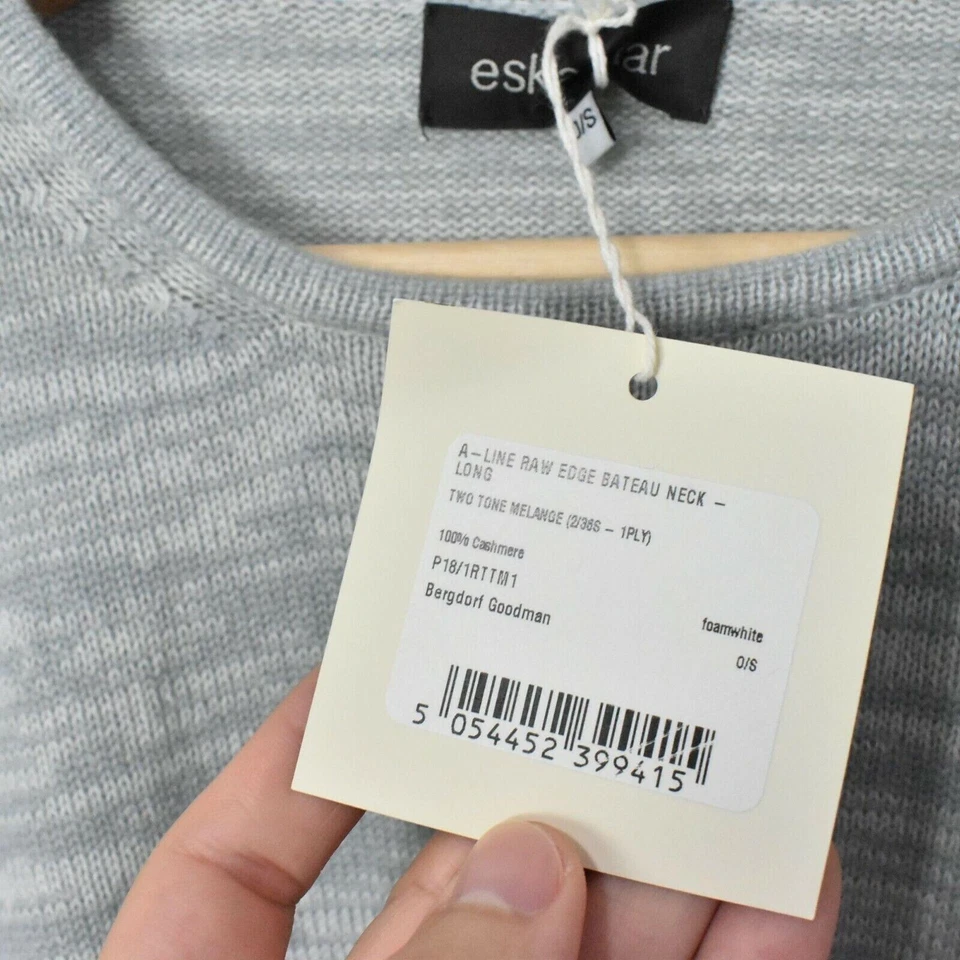 O/S
A-LINE RAW EDGE BATEAU NECK -
LONG
TWO TONE MELANGE (2/36S - 1PLY)
100% Cashmere
P18/1RTTM1
Bergdorf Goodman
foamwhite
O/S
5 054452 399415